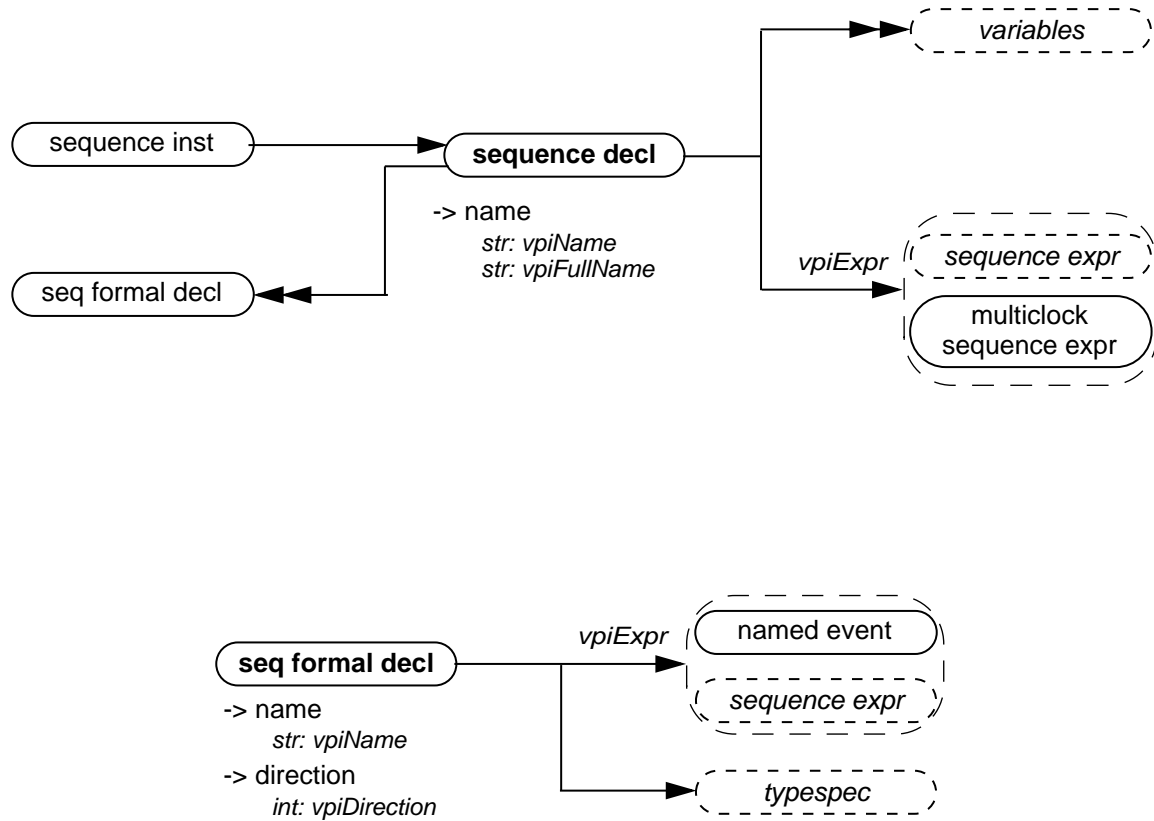 variables
sequence inst
sequence decl
-> name
str: vpiName
str: vpiFullName
seq formal decl
vpiExpr
sequence expr
multiclock
sequence expr
seq formal decl
-> name
str: vpiName
-> direction
int: vpiDirection
vpiExpr
named event
sequence expr
typespec